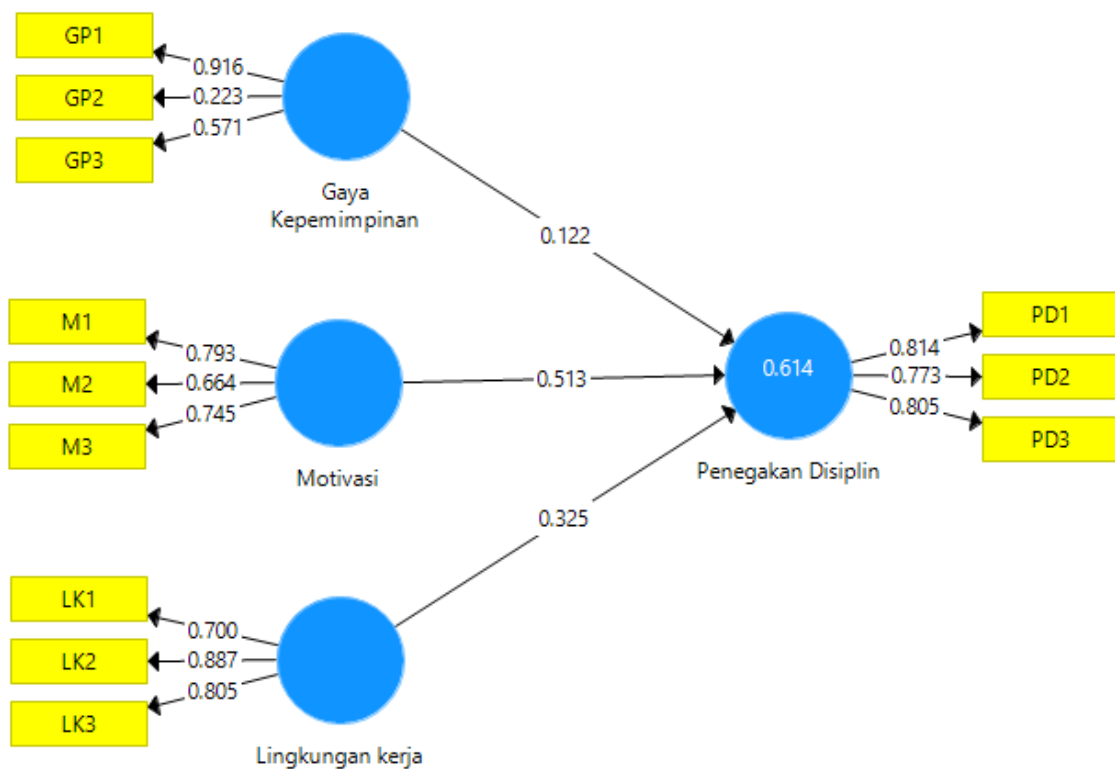 GP1
GP2
GP3
0.916
0.223
0.571
Gaya
Kepemimpinan
0.122
M1
M2
M3
0.793
0.664
0.745
Motivasi
0.513
LK1
LK2
LK3
0.700
0.887
0.805
Lingkungan kerja
0.325
0.614
Penegakan Disiplin
0.814
0.773
0.805
PD1
PD2
PD3